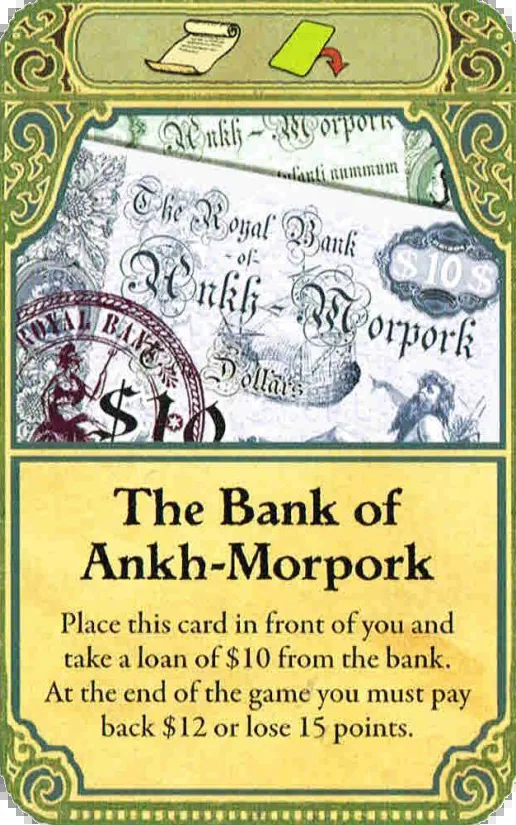 Ankh-Morpork
nummum
The Royal Bank
-of-
Ankh-Morpork
$10$
Dollars
ROYAL BANK
$10
The Bank of
Ankh-Morpork
Place this card in front of you and
take a loan of $10 from the bank.
At the end of the game you must pay
back $12 or lose 15 points.